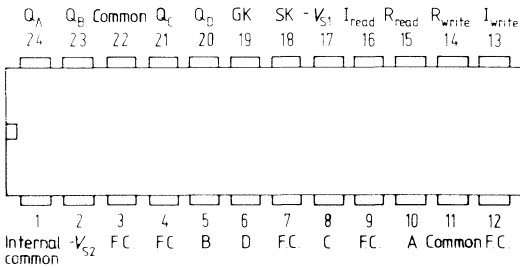 Q_A Q_B Common Q_C Q_D GK SK -V_S1 I_read R_read R_write I_write
24 23 22 21 20 19 18 17 16 15 14 13
1 2 3 4 5 6 7 8 9 10 11 12
Internal -V_S2 F.C. F.C B D F.C. C F.C. A Common F.C.
common